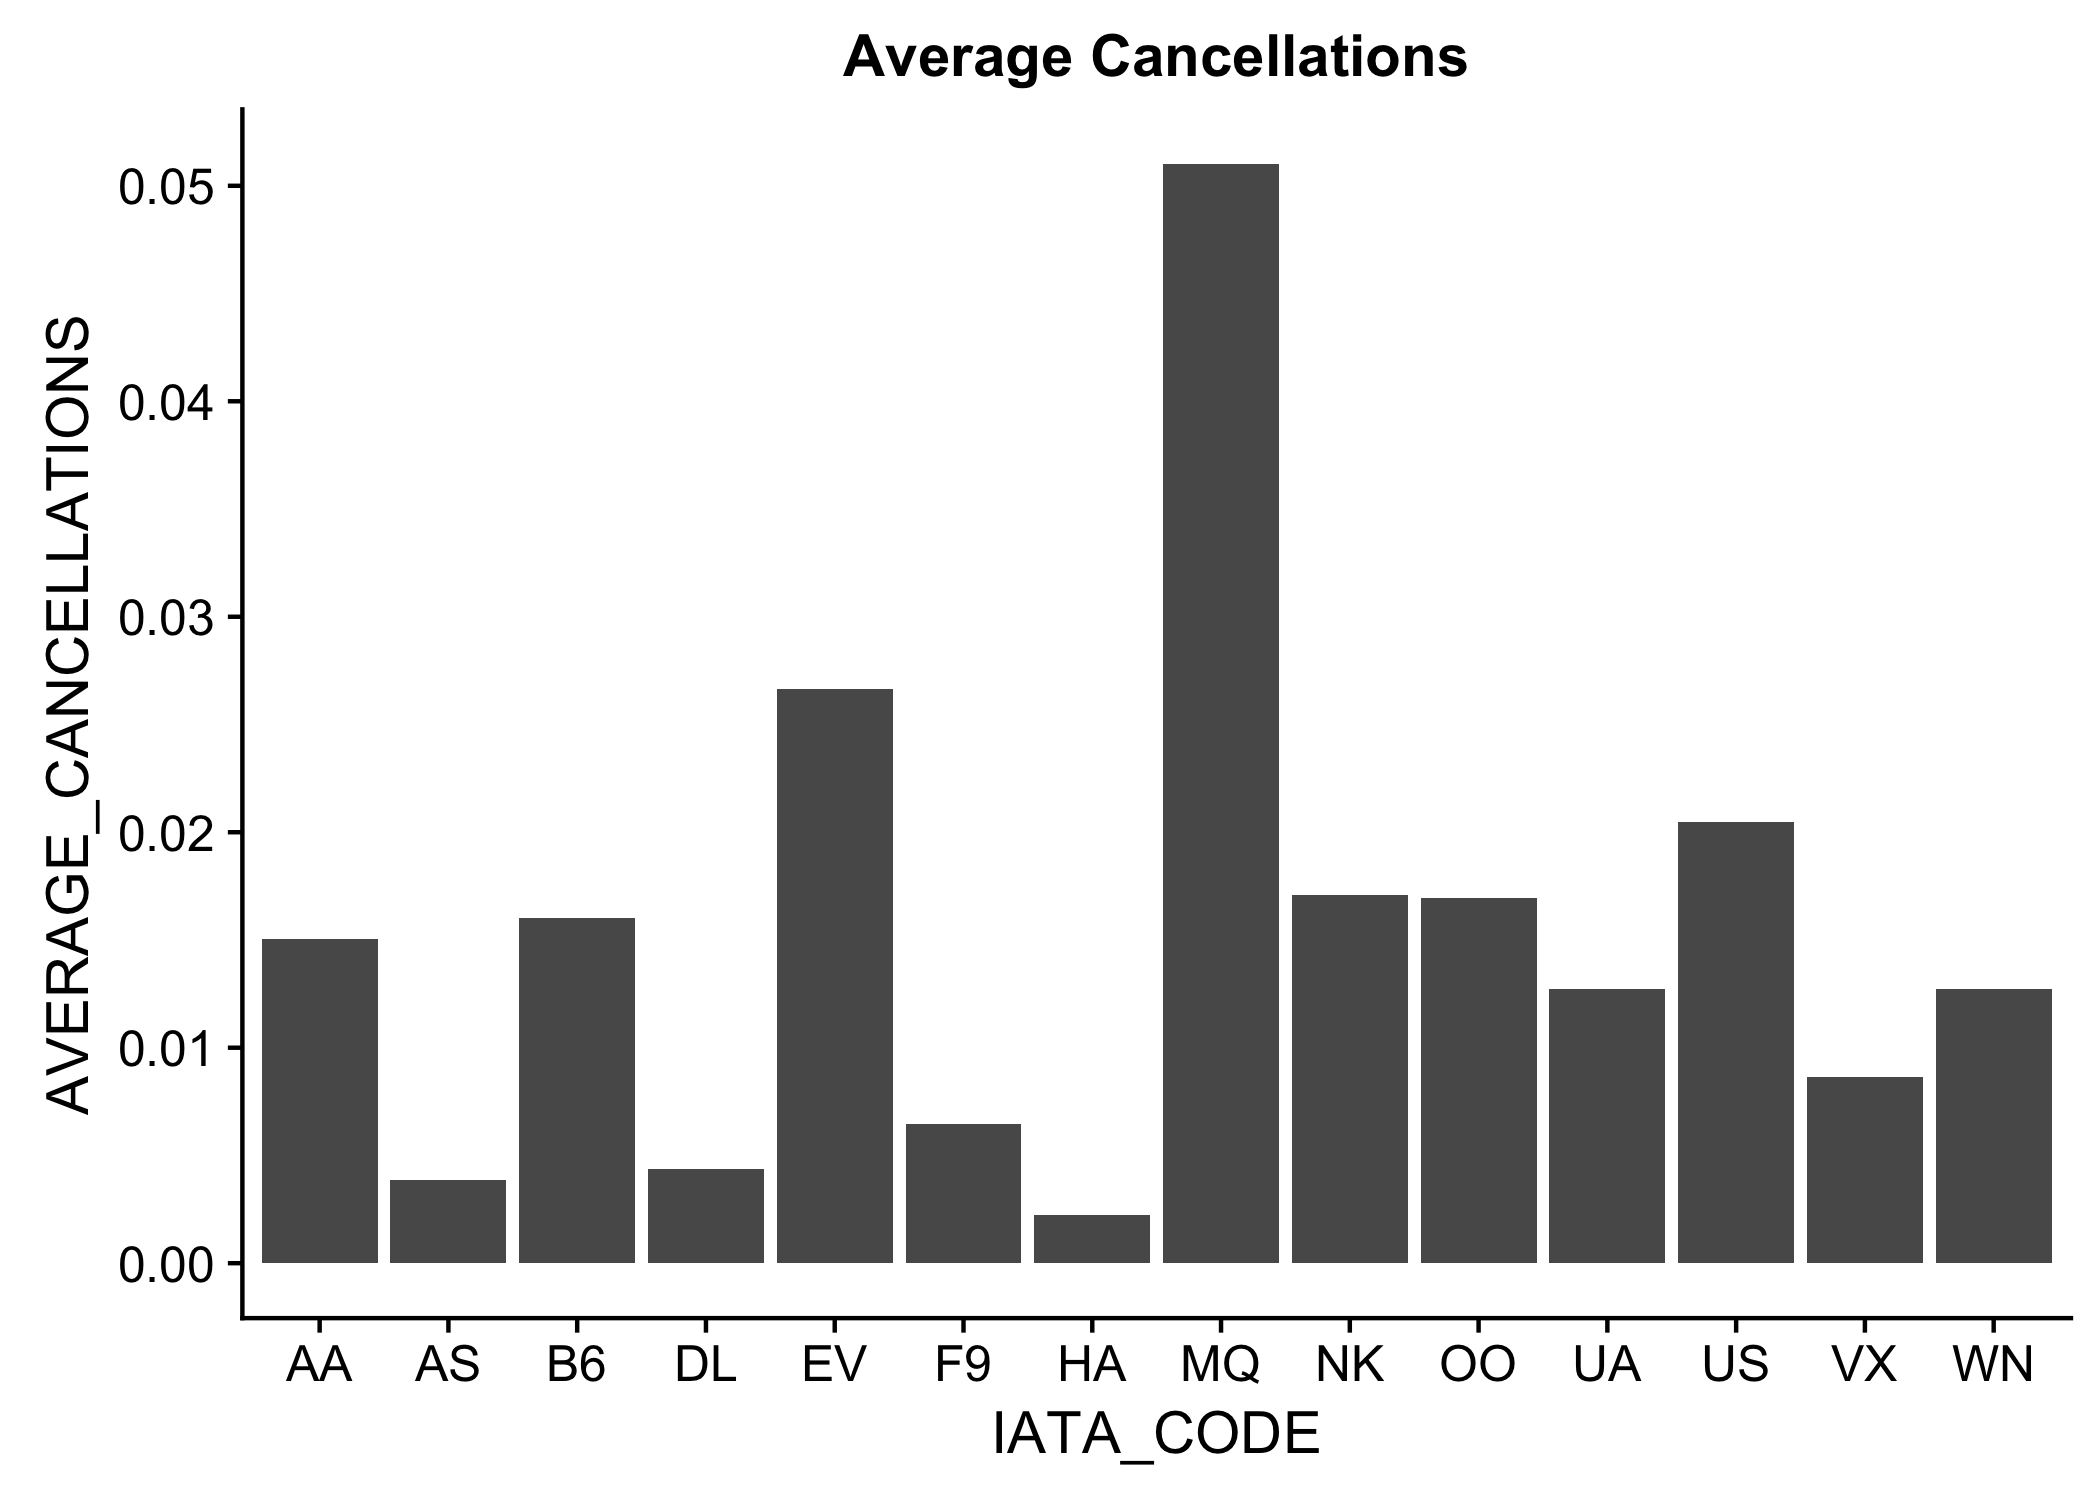 Average Cancellations
AVERAGE_CANCELLATIONS
0.05
0.04
0.03
0.02
0.01
0.00
AA AS B6 DL EV F9 HA MQ NK OO UA US VX WN
IATA_CODE